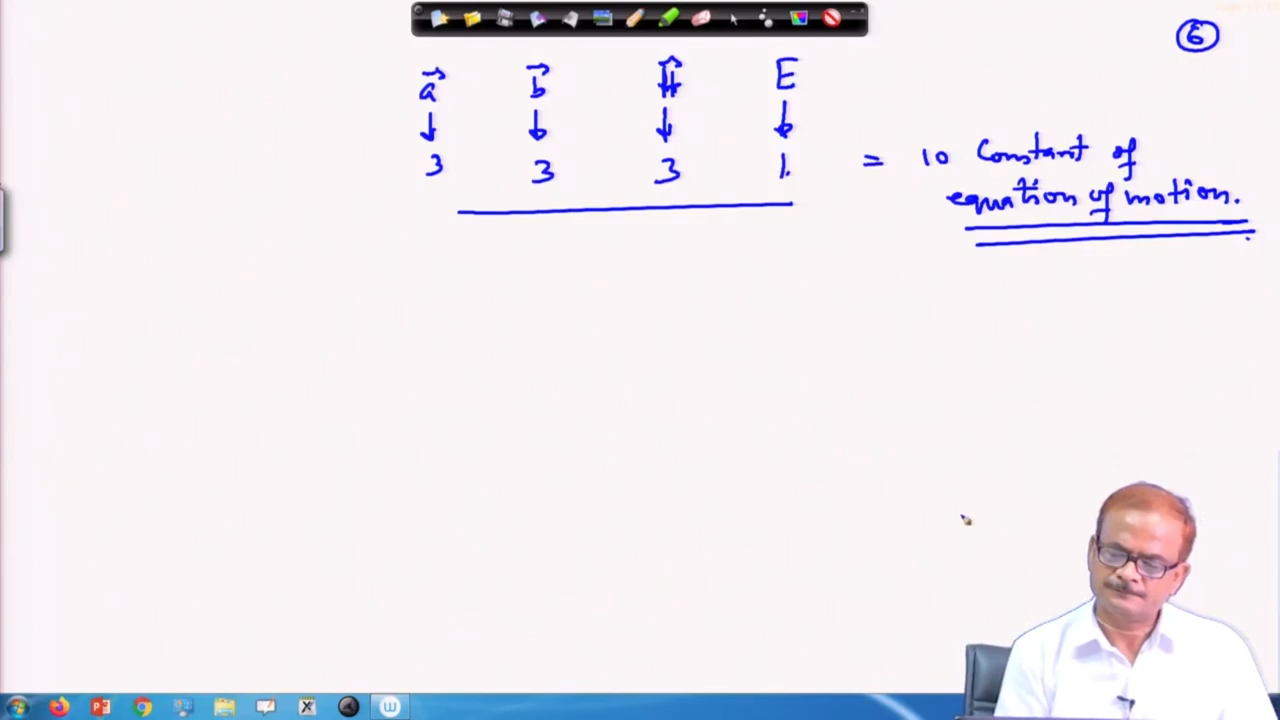 ⑥
a⃗ b⃗ H⃗ E
↓ ↓ ↓ ↓
3 3 3 1. = 10 Constant of
equation of motion.